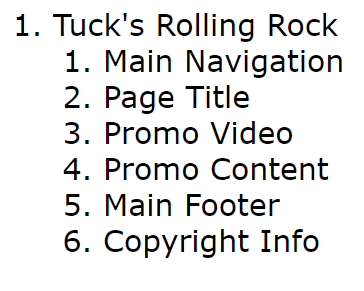 1. Tuck's Rolling Rock
1. Main Navigation
2. Page Title
3. Promo Video
4. Promo Content
5. Main Footer
6. Copyright Info